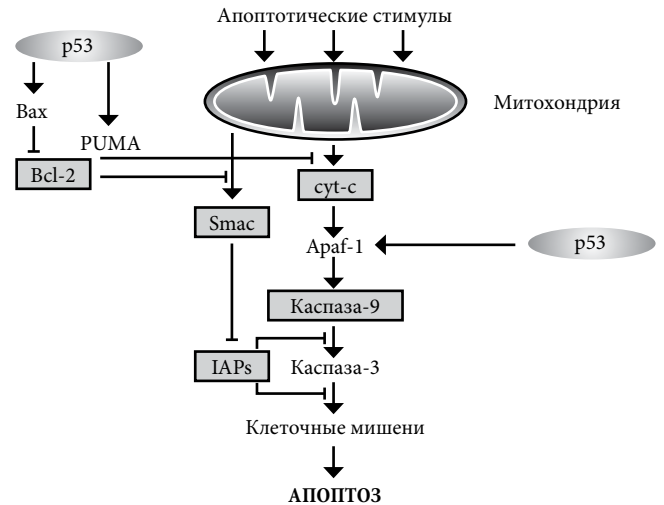 Апоптотические стимулы
p53
Митохондрия
Bax
PUMA
Bcl-2
cyt-c
Smac
Apaf-1
p53
Каспаза-9
IAPs
Каспаза-3
Клеточные мишени
АПОПТОЗ